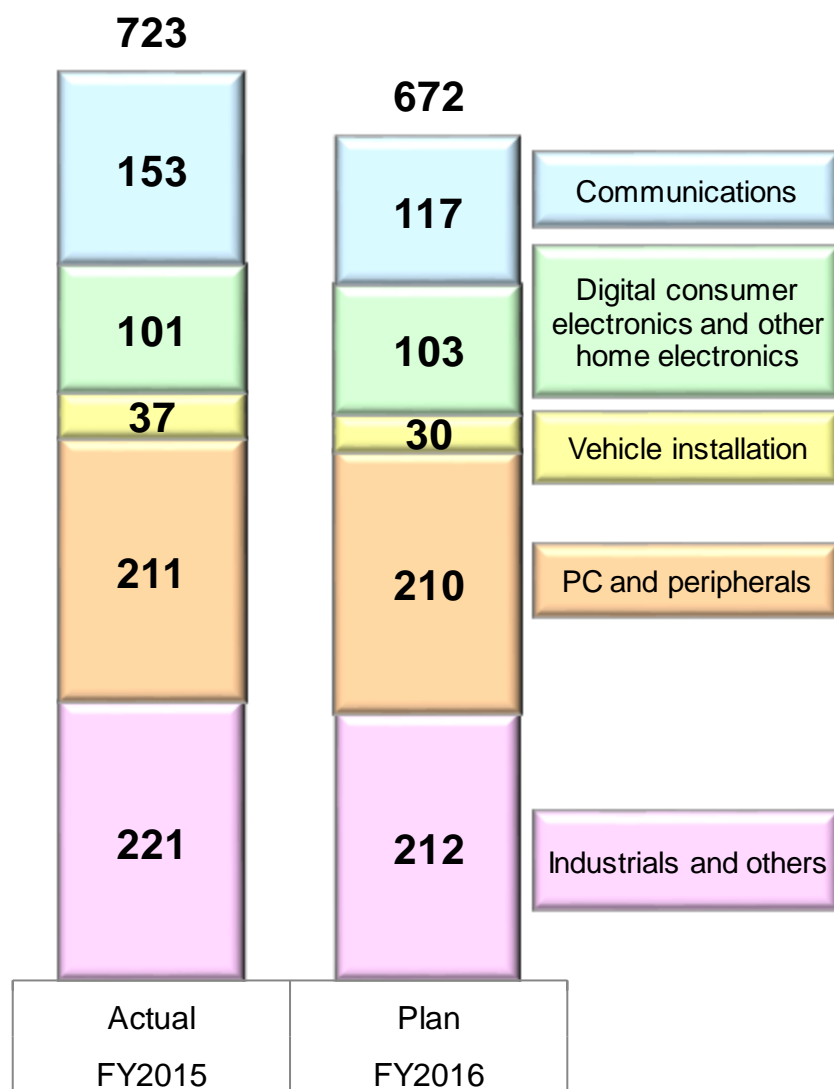 723
672
153
117
Communications
101
103
Digital consumer
electronics and other
home electronics
37
30
Vehicle installation
211
210
PC and peripherals
221
212
Industrials and others
Actual
Plan
FY2015
FY2016